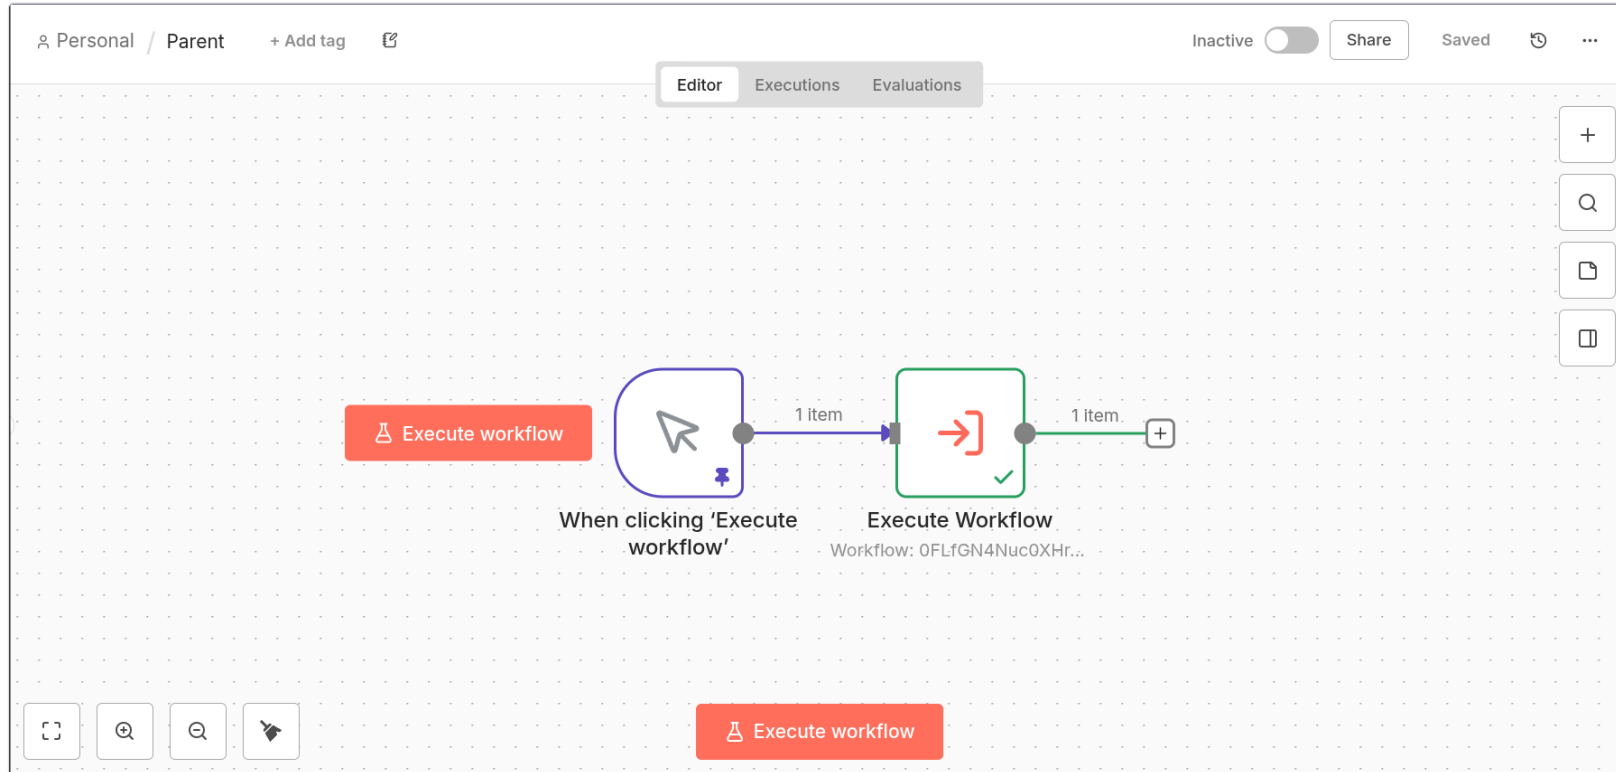 Personal / Parent + Add tag
Inactive Share Saved
Editor Executions Evaluations
1 item
1 item
Execute workflow
When clicking ‘Execute
workflow’
Execute Workflow
Workflow: 0FLfGN4Nuc0XHr...
Execute workflow